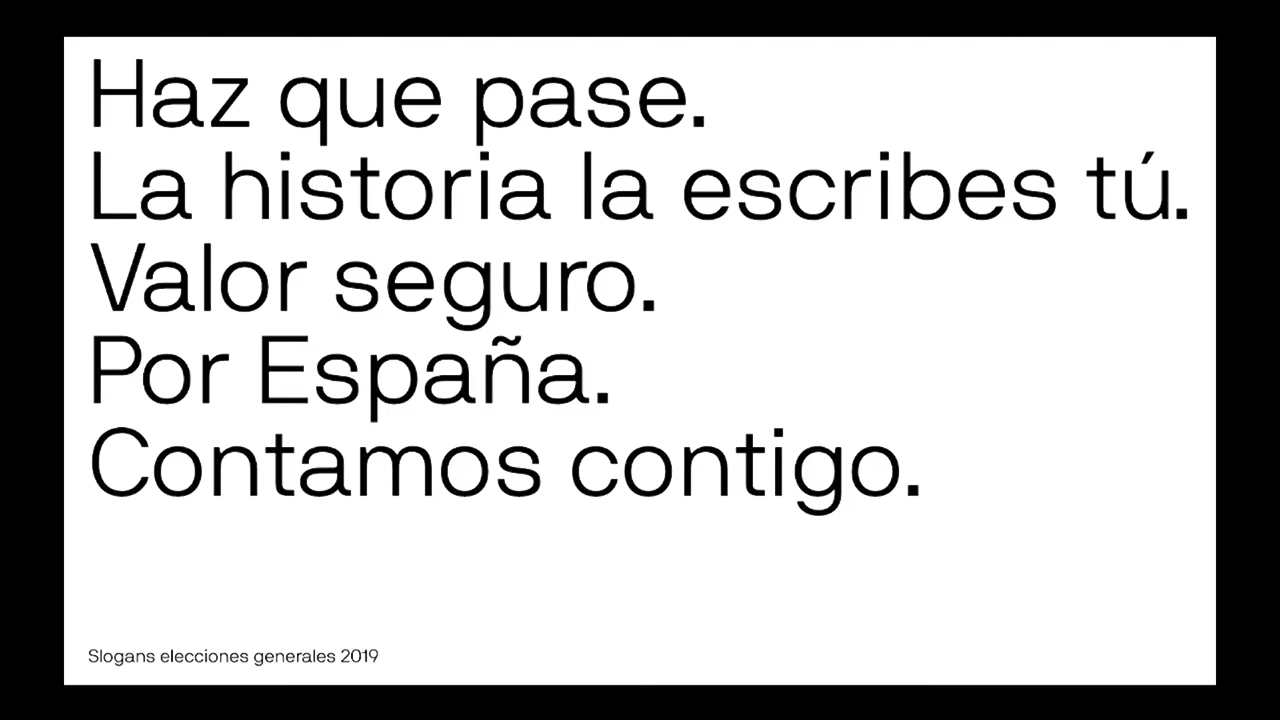 Haz que pase.
La historia la escribes tú.
Valor seguro.
Por España.
Contamos contigo.
Slogans elecciones generales 2019